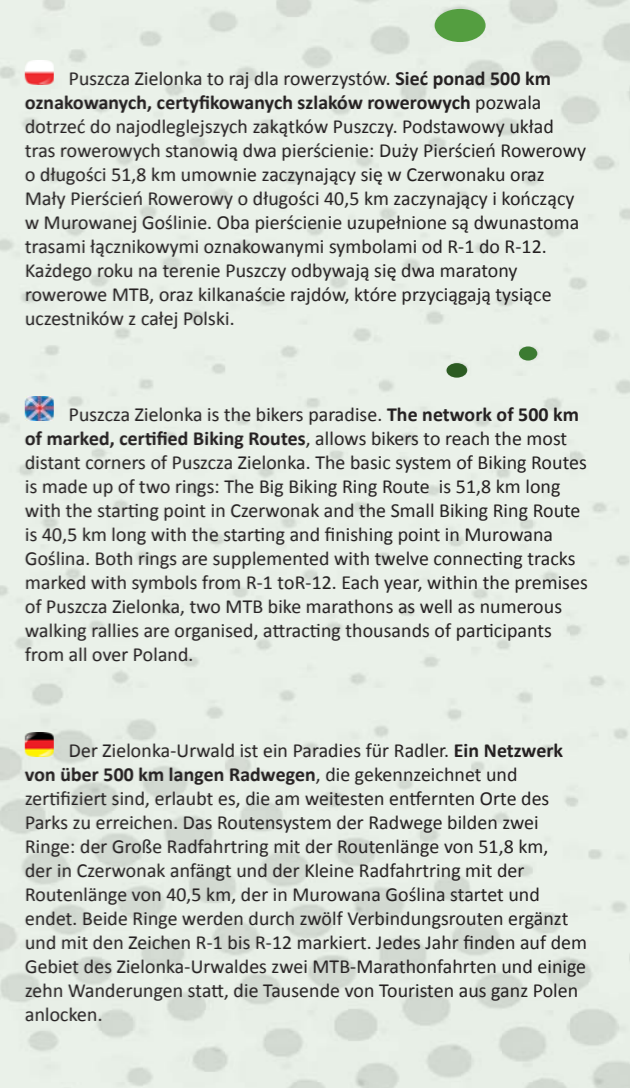 Puszcza Zielonka to raj dla rowerzystów. Sieć ponad 500 km
oznakowanych, certyfikowanych szlaków rowerowych pozwala
dotrzeć do najodleglejszych zakątków Puszczy. Podstawowy układ
tras rowerowych stanowią dwa pierścienie: Duży Pierścień Rowerowy
o długości 51,8 km umownie zaczynający się w Czerwonaku oraz
Mały Pierścień Rowerowy o długości 40,5 km zaczynający i kończący
w Murowanej Goślinie. Oba pierścienie uzupełnione są dwunastoma
trasami łącznikowymi oznakowanymi symbolami od R-1 do R-12.
Każdego roku na terenie Puszczy odbywają się dwa maratony
rowerowe MTB, oraz kilkanaście rajdów, które przyciągają tysiące
uczestników z całej Polski.
Puszcza Zielonka is the bikers paradise. The network of 500 km
of marked, certified Biking Routes, allows bikers to reach the most
distant corners of Puszcza Zielonka. The basic system of Biking Routes
is made up of two rings: The Big Biking Ring Route is 51,8 km long
with the starting point in Czerwonak and the Small Biking Ring Route
is 40,5 km long with the starting and finishing point in Murowana
Goślina. Both rings are supplemented with twelve connecting tracks
marked with symbols from R-1 toR-12. Each year, within the premises
of Puszcza Zielonka, two MTB bike marathons as well as numerous
walking rallies are organised, attracting thousands of participants
from all over Poland.
Der Zielonka-Urwald ist ein Paradies für Radler. Ein Netzwerk
von über 500 km langen Radwegen, die gekennzeichnet und
zertifiziert sind, erlaubt es, die am weitesten entfernten Orte des
Parks zu erreichen. Das Routensystem der Radwege bilden zwei
Ringe: der Große Radfahrtring mit der Routenlänge von 51,8 km,
der in Czerwonak anfängt und der Kleine Radfahrtring mit der
Routenlänge von 40,5 km, der in Murowana Goślina startet und
endet. Beide Ringe werden durch zwölf Verbindungsrouten ergänzt
und mit den Zeichen R-1 bis R-12 markiert. Jedes Jahr finden auf dem
Gebiet des Zielonka-Urwaldes zwei MTB-Marathonfahrten und einige
zehn Wanderungen statt, die Tausende von Touristen aus ganz Polen
anlocken.